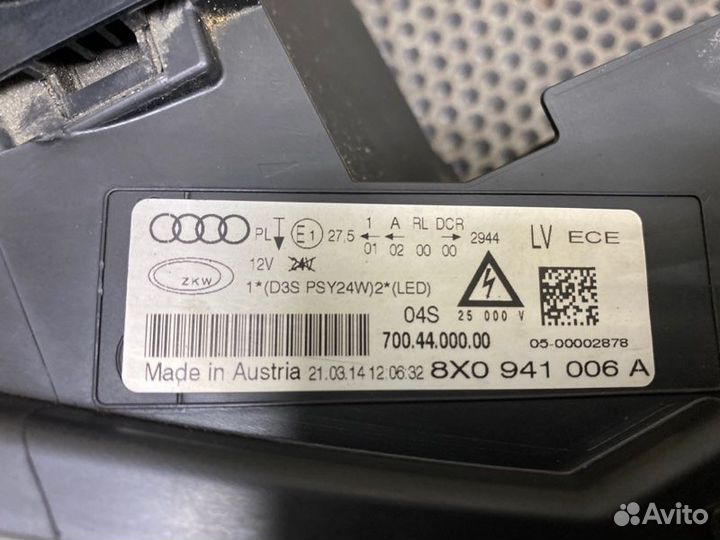 PL E1 27.5 1 A RL DCR 2944 LV ECE
01 02 00 00
12V 24V
ZKW
1*(D3S PSY24W)2*(LED)
04S 25 000 V
700.44.000.00 05-00002878
Made in Austria 21.03.14 12:06:32 8X0 941 006 A
Avito